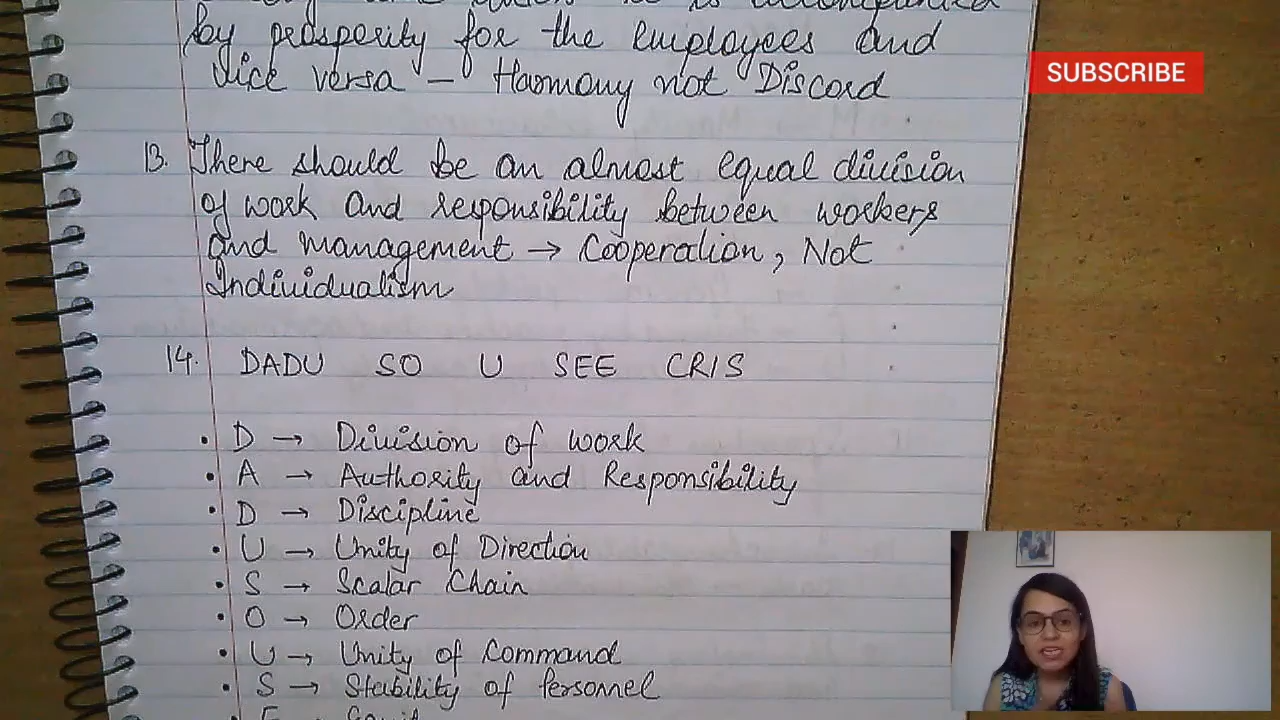 by prosperity for the employees and
vice versa – Harmony not Discord
SUBSCRIBE
13. There should be an almost equal division
of work and responsibility between workers
and management → Cooperation, Not
Individualism
14. DADU SO U SEE CRIS
• D → Division of work
• A → Authority and Responsibility
• D → Discipline
• U → Unity of Direction
• S → Scalar Chain
• O → Order
• U → Unity of Command
• S → Stability of personnel